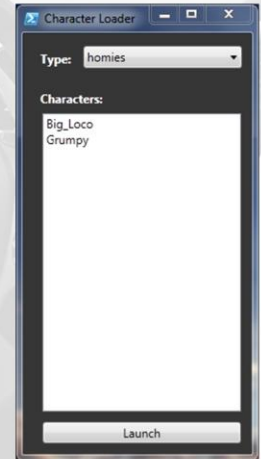 Character Loader
Type: homies
Characters:
Big_Loco
Grumpy
Launch